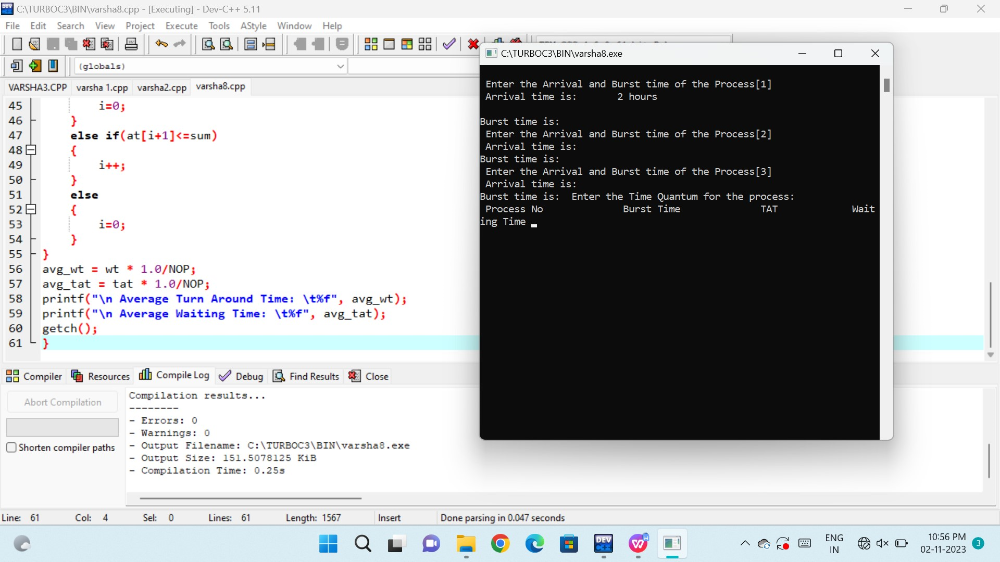 C:\TURBOC3\BIN\varsha8.cpp - [Executing] - Dev-C++ 5.11
File Edit Search View Project Execute Tools AStyle Window Help
(globals)
VARSHA3.CPP varsha 1.cpp varsha2.cpp varsha8.cpp
45 i=0;
46 }
47 else if(at[i+1]<=sum)
48 {
49 i++;
50 }
51 else
52 {
53 i=0;
54 }
55 }
56 avg_wt = wt * 1.0/NOP;
57 avg_tat = tat * 1.0/NOP;
58 printf("\n Average Turn Around Time: \t%f", avg_wt);
59 printf("\n Average Waiting Time: \t%f", avg_tat);
60 getch();
61 }
C:\TURBOC3\BIN\varsha8.exe
Enter the Arrival and Burst time of the Process[1]
Arrival time is: 2 hours
Burst time is:
Enter the Arrival and Burst time of the Process[2]
Arrival time is:
Burst time is:
Enter the Arrival and Burst time of the Process[3]
Arrival time is:
Burst time is: Enter the Time Quantum for the process:
Process No Burst Time TAT Wait
ing Time
Compiler Resources Compile Log Debug Find Results Close
Abort Compilation
Shorten compiler paths
Compilation results...
--------
- Errors: 0
- Warnings: 0
- Output Filename: C:\TURBOC3\BIN\varsha8.exe
- Output Size: 151.5078125 KiB
- Compilation Time: 0.25s
Line: 61 Col: 4 Sel: 0 Lines: 61 Length: 1567 Insert Done parsing in 0.047 seconds
DEV
C++
ENG
IN
10:56 PM
02-11-2023
3